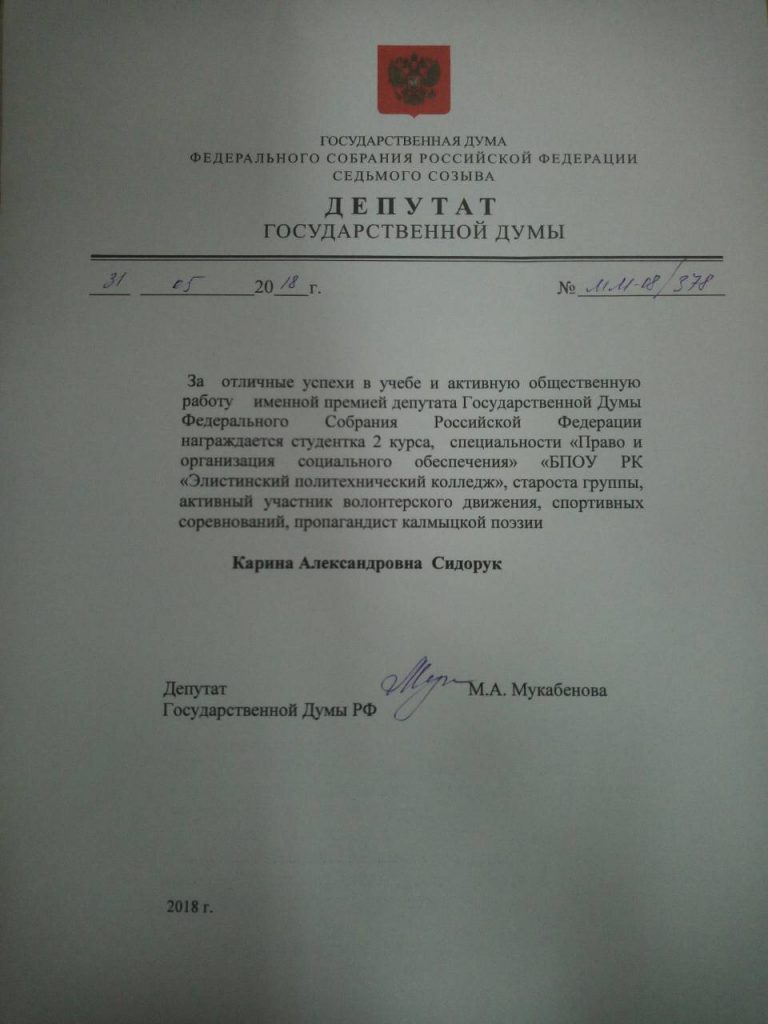 ГОСУДАРСТВЕННАЯ ДУМА
ФЕДЕРАЛЬНОГО СОБРАНИЯ РОССИЙСКОЙ ФЕДЕРАЦИИ
СЕДЬМОГО СОЗЫВА
ДЕПУТАТ
ГОСУДАРСТВЕННОЙ ДУМЫ
31 05 2018г. № ММ-08/378
За отличные успехи в учебе и активную общественную
работу именной премией депутата Государственной Думы
Федерального Собрания Российской Федерации
награждается студентка 2 курса, специальности «Право и
организация социального обеспечения» «БПОУ РК
«Элистинский политехнический колледж», староста группы,
активный участник волонтерского движения, спортивных
соревнований, пропагандист калмыцкой поэзии
Карина Александровна Сидорук
Депутат М.А. Мукабенова
Государственной Думы РФ
2018 г.